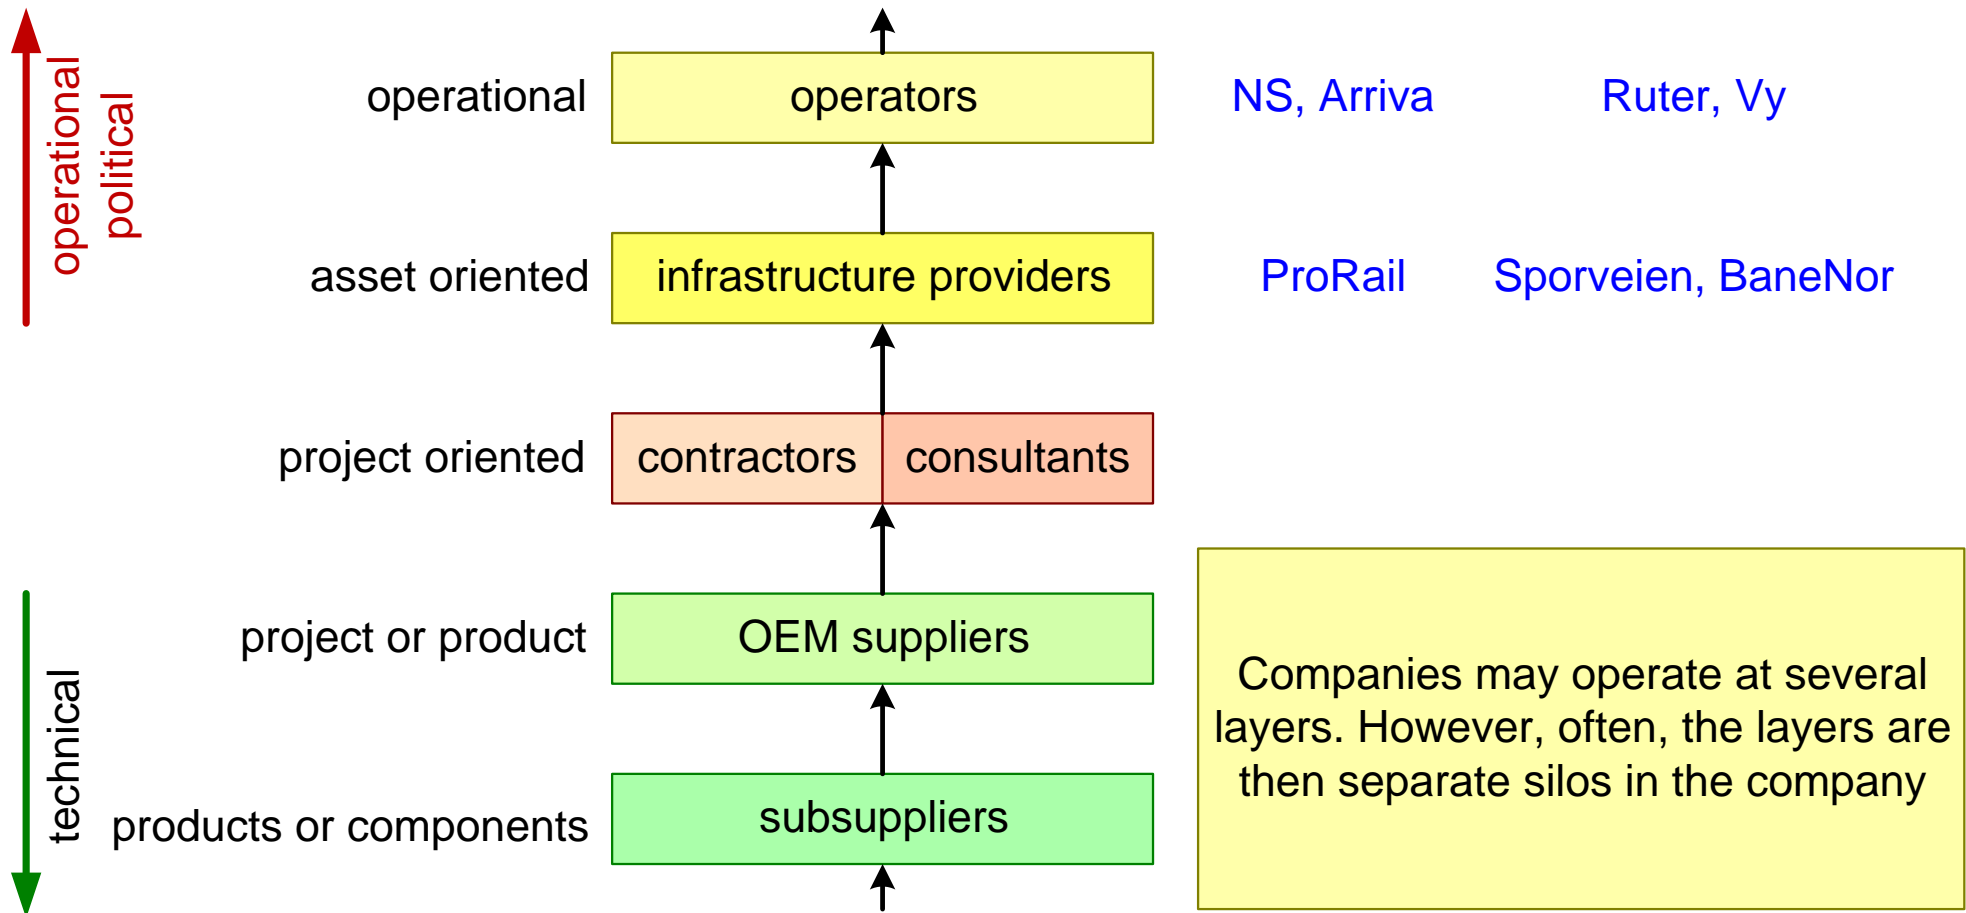 operational
political
operational
operators
NS, Arriva
Ruter, Vy
asset oriented
infrastructure providers
ProRail
Sporveien, BaneNor
project oriented
contractors
consultants
project or product
OEM suppliers
technical
products or components
subsuppliers
Companies may operate at several
layers. However, often, the layers are
then separate silos in the company